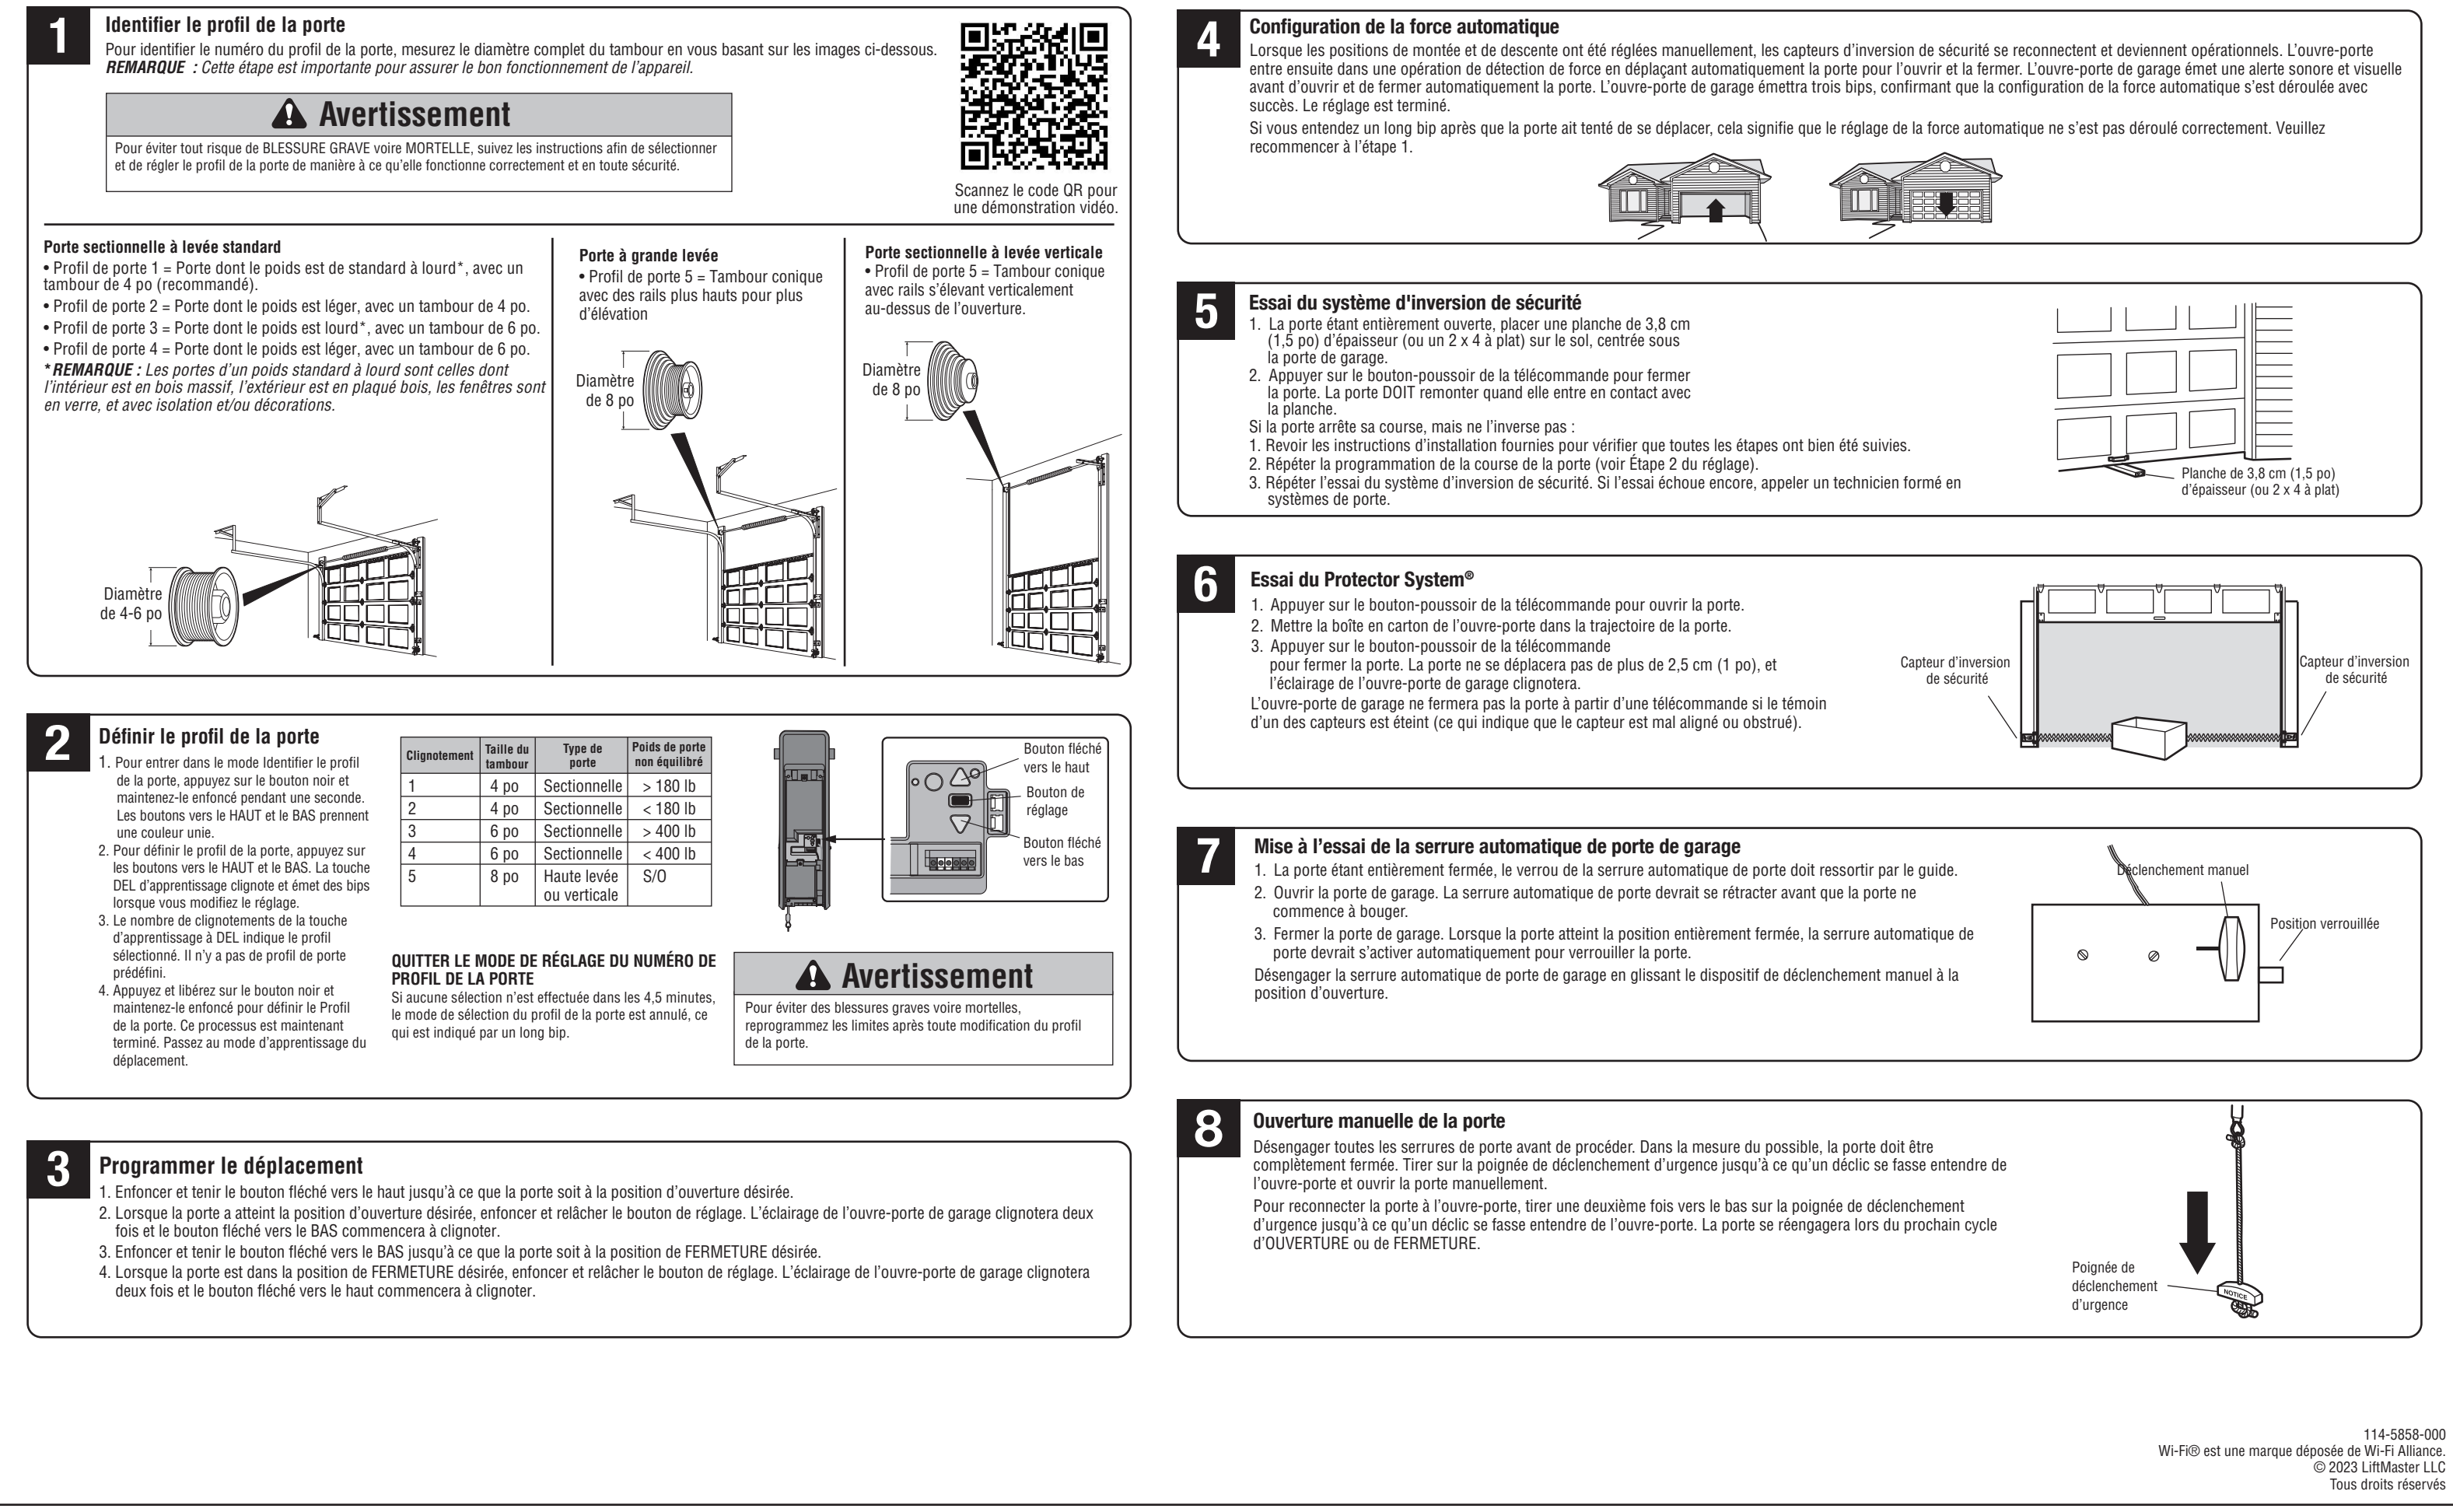 1
Identifier le profil de la porte
Pour identifier le numéro du profil de la porte, mesurez le diamètre complet du tambour en vous basant sur les images ci-dessous.
REMARQUE : Cette étape est importante pour assurer le bon fonctionnement de l'appareil.
Avertissement
Pour éviter tout risque de BLESSURE GRAVE voire MORTELLE, suivez les instructions afin de sélectionner
et de régler le profil de la porte de manière à ce qu'elle fonctionne correctement et en toute sécurité.
Scannez le code QR pour
une démonstration vidéo.
Porte sectionnelle à levée standard
• Profil de porte 1 = Porte dont le poids est de standard à lourd*, avec un
tambour de 4 po (recommandé).
• Profil de porte 2 = Porte dont le poids est léger, avec un tambour de 4 po.
• Profil de porte 3 = Porte dont le poids est lourd*, avec un tambour de 6 po.
• Profil de porte 4 = Porte dont le poids est léger, avec un tambour de 6 po.
*REMARQUE : Les portes d'un poids standard à lourd sont celles dont
l'intérieur est en bois massif, l'extérieur est en plaqué bois, les fenêtres sont
en verre, et avec isolation et/ou décorations.
Diamètre
de 4-6 po
Porte à grande levée
• Profil de porte 5 = Tambour conique
avec des rails plus hauts pour plus
d'élévation
Diamètre
de 8 po
Porte sectionnelle à levée verticale
• Profil de porte 5 = Tambour conique
avec rails s'élevant verticalement
au-dessus de l'ouverture.
Diamètre
de 8 po
2
Définir le profil de la porte
1. Pour entrer dans le mode Identifier le profil
de la porte, appuyez sur le bouton noir et
maintenez-le enfoncé pendant une seconde.
Les boutons vers le HAUT et le BAS prennent
une couleur unie.
2. Pour définir le profil de la porte, appuyez sur
les boutons vers le HAUT et le BAS. La touche
DEL d'apprentissage clignote et émet des bips
lorsque vous modifiez le réglage.
3. Le nombre de clignotements de la touche
d'apprentissage à DEL indique le profil
sélectionné. Il n'y a pas de profil de porte
prédéfini.
4. Appuyez et libérez sur le bouton noir et
maintenez-le enfoncé pour définir le Profil
de la porte. Ce processus est maintenant
terminé. Passez au mode d'apprentissage du
déplacement.
Clignotement Taille du tambour Type de porte Poids de porte non équilibré
1 4 po Sectionnelle > 180 lb
2 4 po Sectionnelle < 180 lb
3 6 po Sectionnelle > 400 lb
4 6 po Sectionnelle < 400 lb
5 8 po Haute levée S/O
ou verticale
Bouton fléché
vers le haut
Bouton de
réglage
Bouton fléché
vers le bas
QUITTER LE MODE DE RÉGLAGE DU NUMÉRO DE
PROFIL DE LA PORTE
Si aucune sélection n'est effectuée dans les 4,5 minutes,
le mode de sélection du profil de la porte est annulé, ce
qui est indiqué par un long bip.
Avertissement
Pour éviter des blessures graves voire mortelles,
reprogrammez les limites après toute modification du profil
de la porte.
3
Programmer le déplacement
1. Enfoncer et tenir le bouton fléché vers le haut jusqu'à ce que la porte soit à la position d'ouverture désirée.
2. Lorsque la porte a atteint la position d'ouverture désirée, enfoncer et relâcher le bouton de réglage. L'éclairage de l'ouvre-porte de garage clignotera deux
fois et le bouton fléché vers le BAS commencera à clignoter.
3. Enfoncer et tenir le bouton fléché vers le BAS jusqu'à ce que la porte soit à la position de FERMETURE désirée.
4. Lorsque la porte est dans la position de FERMETURE désirée, enfoncer et relâcher le bouton de réglage. L'éclairage de l'ouvre-porte de garage clignotera
deux fois et le bouton fléché vers le haut commencera à clignoter.
4
Configuration de la force automatique
Lorsque les positions de montée et de descente ont été réglées manuellement, les capteurs d'inversion de sécurité se reconnectent et deviennent opérationnels. L'ouvre-porte
entre ensuite dans une opération de détection de force en déplaçant automatiquement la porte pour l'ouvrir et la fermer. L'ouvre-porte de garage émet une alerte sonore et visuelle
avant d'ouvrir et de fermer automatiquement la porte. L'ouvre-porte de garage émettra trois bips, confirmant que la configuration de la force automatique s'est déroulée avec
succès. Le réglage est terminé.
Si vous entendez un long bip après que la porte ait tenté de se déplacer, cela signifie que le réglage de la force automatique ne s'est pas déroulé correctement. Veuillez
recommencer à l'étape 1.
5
Essai du système d'inversion de sécurité
1. La porte étant entièrement ouverte, placer une planche de 3,8 cm
(1,5 po) d'épaisseur (ou un 2 x 4 à plat) sur le sol, centrée sous
la porte de garage.
2. Appuyer sur le bouton-poussoir de la télécommande pour fermer
la porte. La porte DOIT remonter quand elle entre en contact avec
la planche.
Si la porte arrête sa course, mais ne l'inverse pas :
1. Revoir les instructions d'installation fournies pour vérifier que toutes les étapes ont bien été suivies.
2. Répéter la programmation de la course de la porte (voir Étape 2 du réglage).
3. Répéter l'essai du système d'inversion de sécurité. Si l'essai échoue encore, appeler un technicien formé en
systèmes de porte.
Planche de 3,8 cm (1,5 po)
d'épaisseur (ou 2 x 4 à plat)
6
Essai du Protector System®
1. Appuyer sur le bouton-poussoir de la télécommande pour ouvrir la porte.
2. Mettre la boîte en carton de l'ouvre-porte dans la trajectoire de la porte.
3. Appuyer sur le bouton-poussoir de la télécommande
pour fermer la porte. La porte ne se déplacera pas de plus de 2,5 cm (1 po), et
l'éclairage de l'ouvre-porte de garage clignotera.
L'ouvre-porte de garage ne fermera pas la porte à partir d'une télécommande si le témoin
d'un des capteurs est éteint (ce qui indique que le capteur est mal aligné ou obstrué).
Capteur d'inversion
de sécurité
Capteur d'inversion
de sécurité
7
Mise à l'essai de la serrure automatique de porte de garage
1. La porte étant entièrement fermée, le verrou de la serrure automatique de porte doit ressortir par le guide.
2. Ouvrir la porte de garage. La serrure automatique de porte devrait se rétracter avant que la porte ne
commence à bouger.
3. Fermer la porte de garage. Lorsque la porte atteint la position entièrement fermée, la serrure automatique de
porte devrait s'activer automatiquement pour verrouiller la porte.
Désengager la serrure automatique de porte de garage en glissant le dispositif de déclenchement manuel à la
position d'ouverture.
Déclenchement manuel
Position verrouillée
8
Ouverture manuelle de la porte
Désengager toutes les serrures de porte avant de procéder. Dans la mesure du possible, la porte doit être
complètement fermée. Tirer sur la poignée de déclenchement d'urgence jusqu'à ce qu'un déclic se fasse entendre de
l'ouvre-porte et ouvrir la porte manuellement.
Pour reconnecter la porte à l'ouvre-porte, tirer une deuxième fois vers le bas sur la poignée de déclenchement
d'urgence jusqu'à ce qu'un déclic se fasse entendre de l'ouvre-porte. La porte se réengagera lors du prochain cycle
d'OUVERTURE ou de FERMETURE.
Poignée de
déclenchement
d'urgence
NOTICE
114-5858-000
Wi-Fi® est une marque déposée de Wi-Fi Alliance.
© 2023 LiftMaster LLC
Tous droits réservés